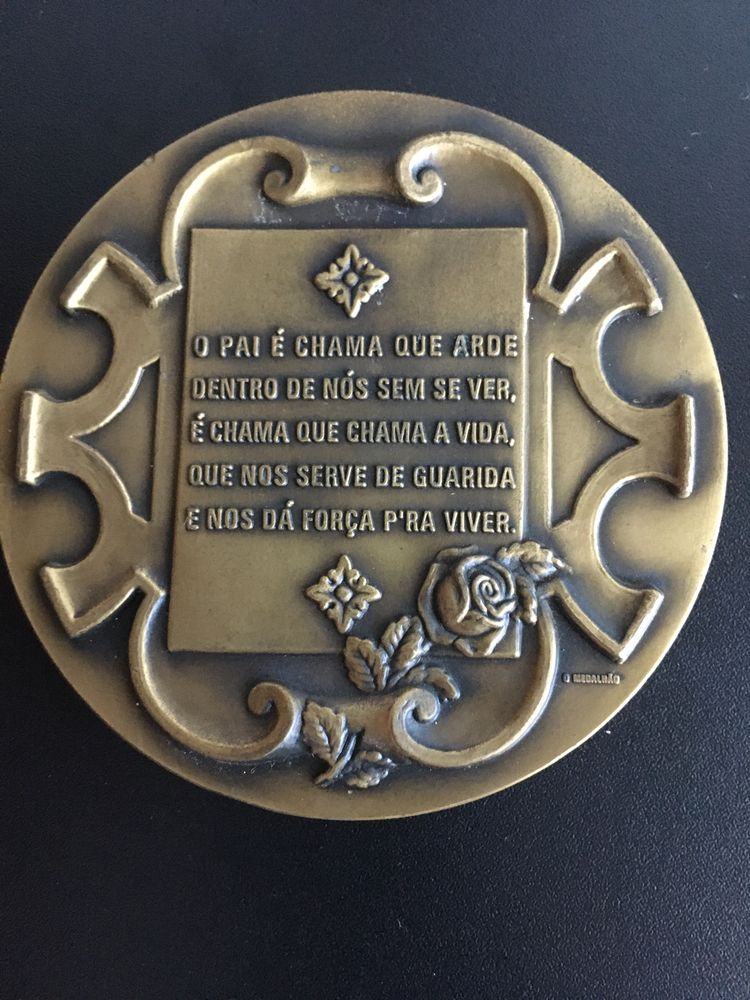 O PAI É CHAMA QUE ARDE
DENTRO DE NÓS SEM SE VER,
É CHAMA QUE CHAMA A VIDA,
QUE NOS SERVE DE GUARIDA
E NOS DÁ FORÇA P'RA VIVER.
O MEDALHÃO